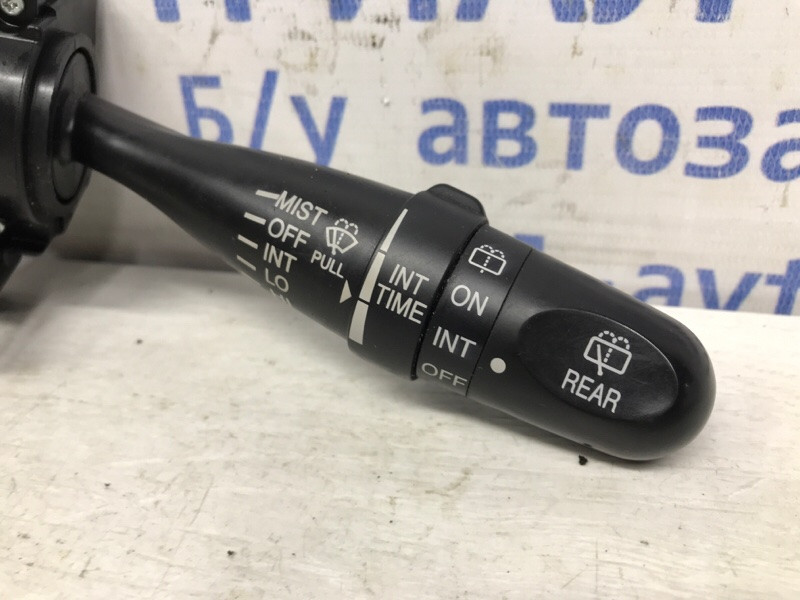 б/у автоза
MIST
OFF
INT
LO
PULL
INT
TIME
ON
INT
OFF
REAR